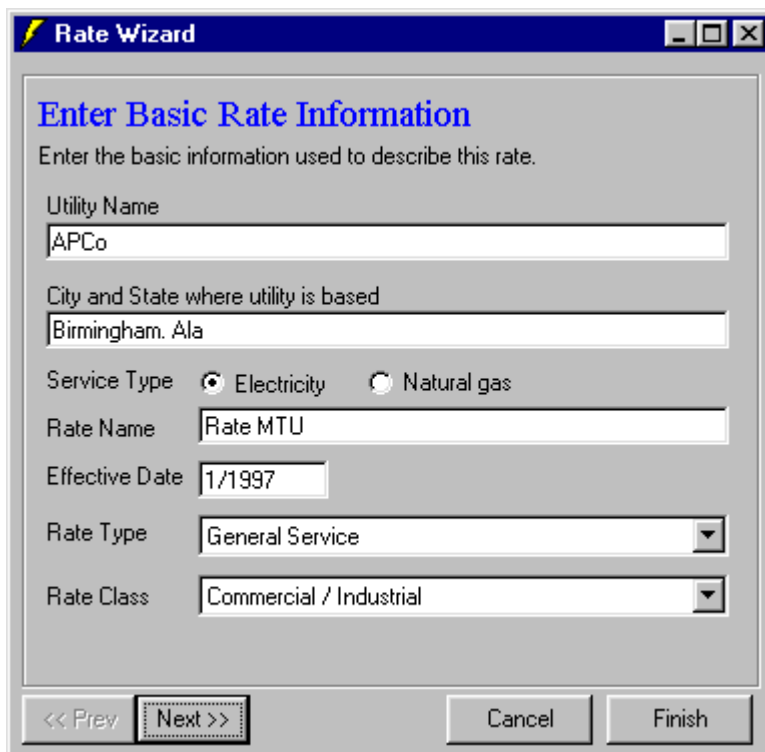 Rate Wizard
Enter Basic Rate Information
Enter the basic information used to describe this rate.
Utility Name
APCo
City and State where utility is based
Birmingham. Ala
Service Type Electricity Natural gas
Rate Name Rate MTU
Effective Date 1/1997
Rate Type General Service
Rate Class Commercial / Industrial
<< Prev Next >> Cancel Finish